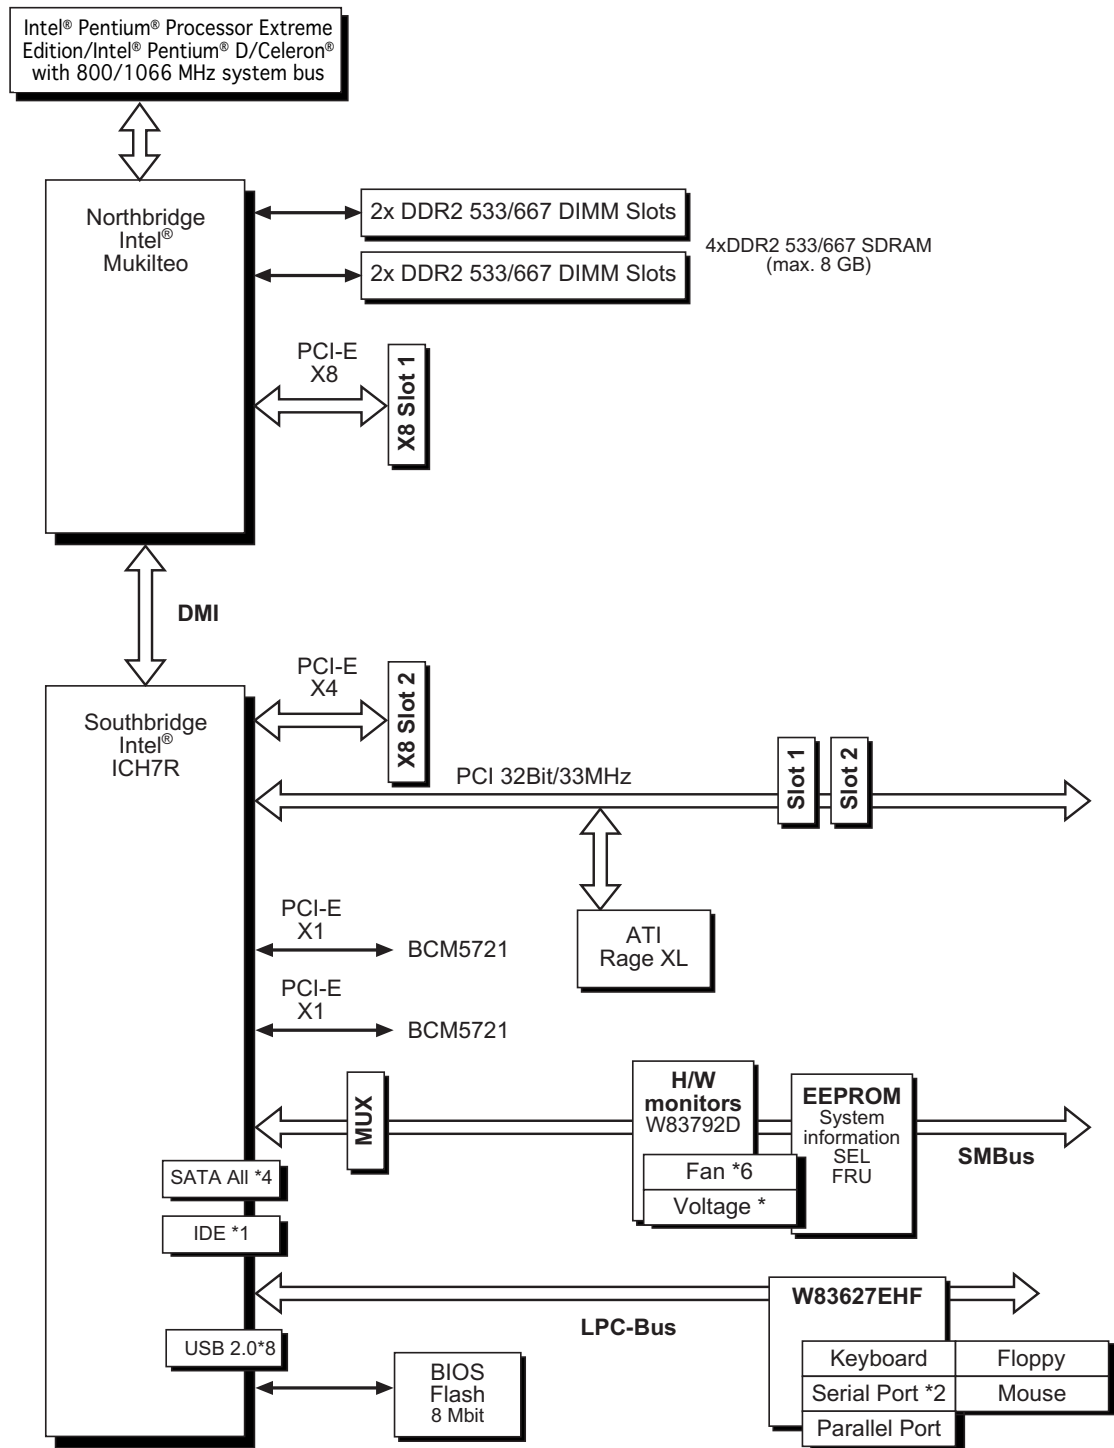 Intel® Pentium® Processor Extreme
Edition/Intel® Pentium® D/Celeron®
with 800/1066 MHz system bus
Northbridge
Intel®
Mukilteo
2x DDR2 533/667 DIMM Slots
2x DDR2 533/667 DIMM Slots
4xDDR2 533/667 SDRAM
(max. 8 GB)
PCI-E
X8
X8 Slot 1
DMI
Southbridge
Intel®
ICH7R
PCI-E
X4
X8 Slot 2
PCI 32Bit/33MHz
Slot 1
Slot 2
ATI
Rage XL
PCI-E
X1
BCM5721
PCI-E
X1
BCM5721
MUX
H/W
monitors
W83792D
Fan *6
Voltage *
EEPROM
System
information
SEL
FRU
SMBus
SATA All *4
IDE *1
USB 2.0*8
LPC-Bus
W83627EHF
Keyboard
Floppy
Serial Port *2
Mouse
Parallel Port
BIOS
Flash
8 Mbit